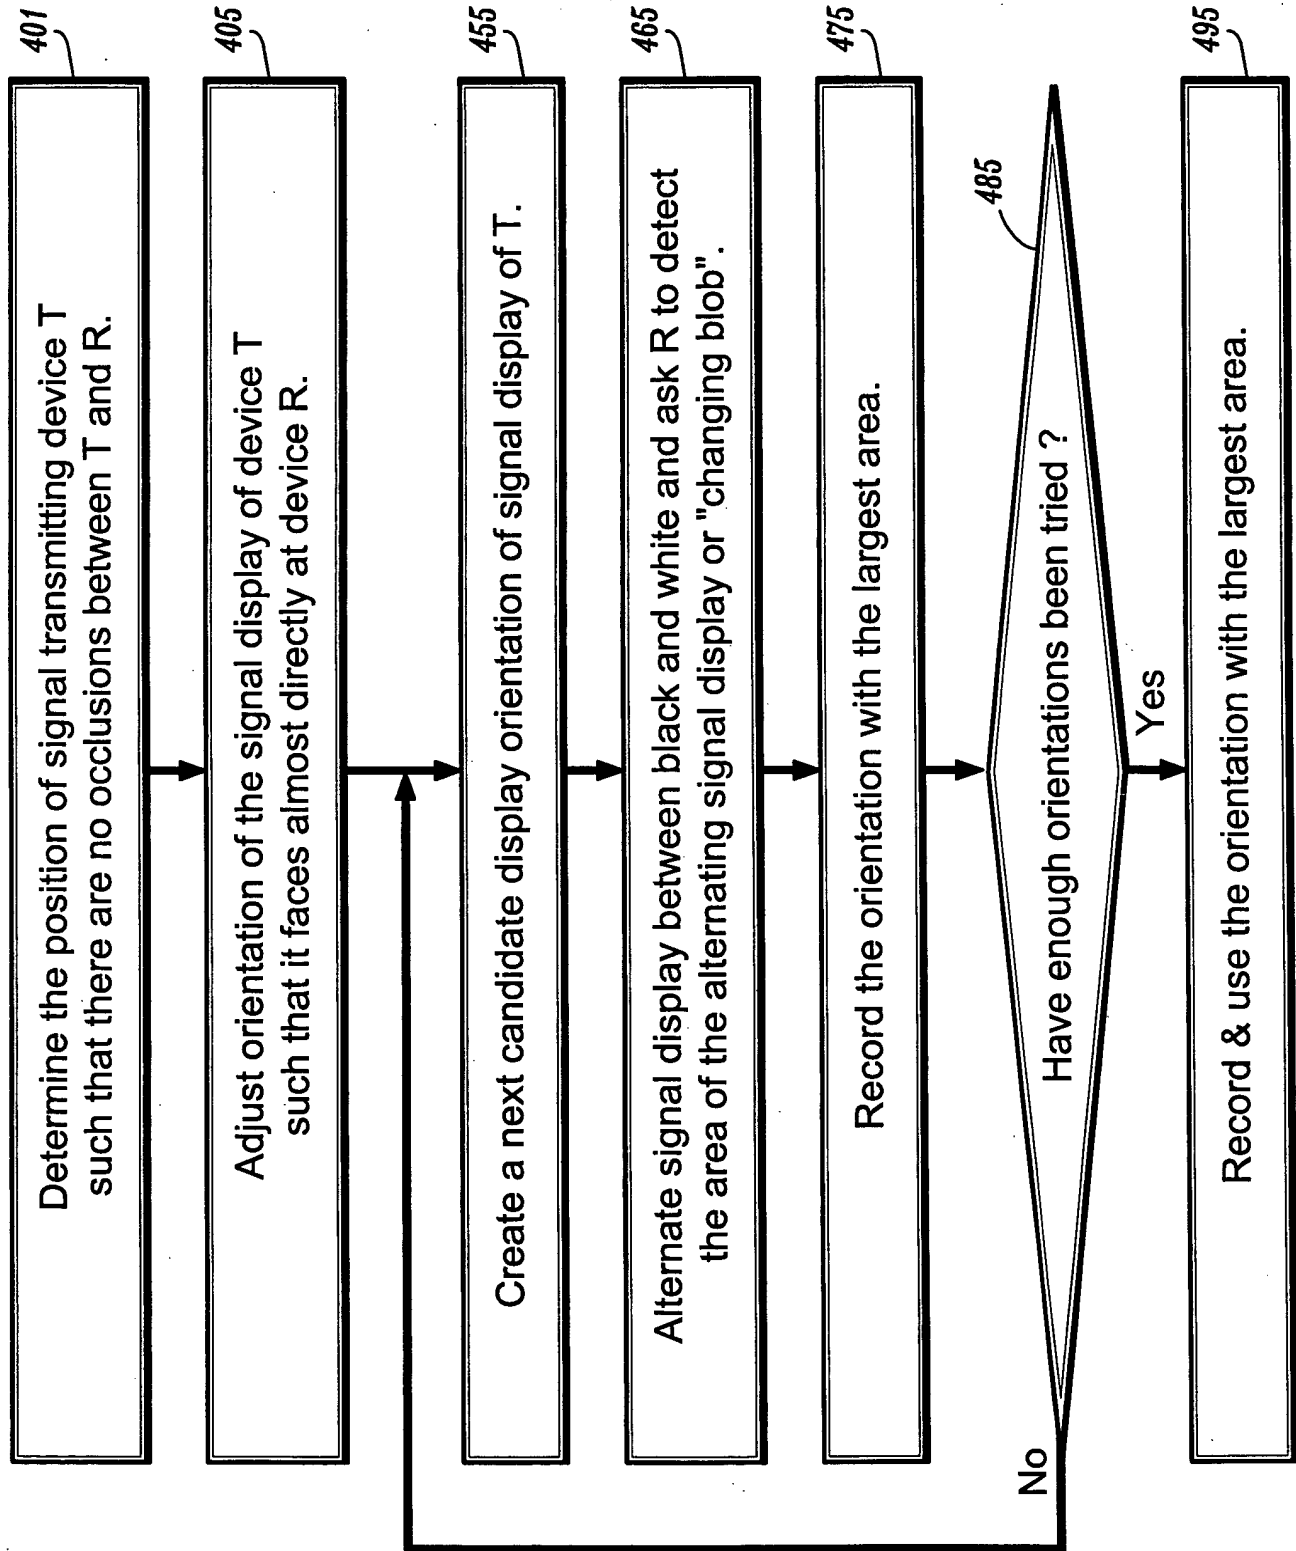 401
Determine the position of signal transmitting device T
such that there are no occlusions between T and R.
405
Adjust orientation of the signal display of device T
such that it faces almost directly at device R.
455
Create a next candidate display orientation of signal display of T.
465
Alternate signal display between black and white and ask R to detect
the area of the alternating signal display or "changing blob".
475
Record the orientation with the largest area.
485
Have enough orientations been tried ?
No
Yes
495
Record & use the orientation with the largest area.